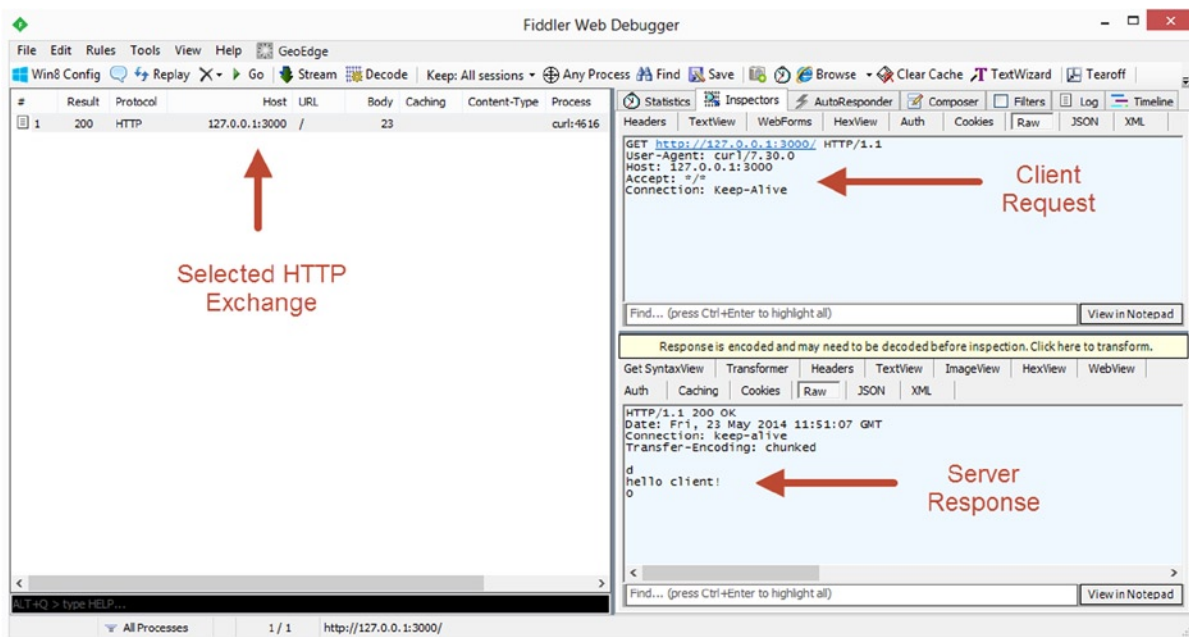 Fiddler Web Debugger
File Edit Rules Tools View Help GeoEdge
Win8 Config Replay Go Stream Decode Keep: All sessions Any Process Find Save Browse Clear Cache TextWizard Tearoff
# Result Protocol Host URL Body Caching Content-Type Process
1 200 HTTP 127.0.0.1:3000 / 23 curl:4616
Selected HTTP
Exchange
Statistics Inspectors AutoResponder Composer Filters Log Timeline
Headers TextView WebForms HexView Auth Cookies Raw JSON XML
GET http://127.0.0.1:3000/ HTTP/1.1
User-Agent: curl/7.30.0
Host: 127.0.0.1:3000
Accept: */*
Connection: Keep-Alive
Client
Request
Find... (press Ctrl+Enter to highlight all) View in Notepad
Response is encoded and may need to be decoded before inspection. Click here to transform.
Get SyntaxView Transformer Headers TextView ImageView HexView WebView
Auth Caching Cookies Raw JSON XML
HTTP/1.1 200 OK
Date: Fri, 23 May 2014 11:51:07 GMT
Connection: keep-alive
Transfer-Encoding: chunked
d
hello client!
0
Server
Response
Find... (press Ctrl+Enter to highlight all) View in Notepad
ALT+Q > type HELP...
All Processes 1 / 1 http://127.0.0.1:3000/